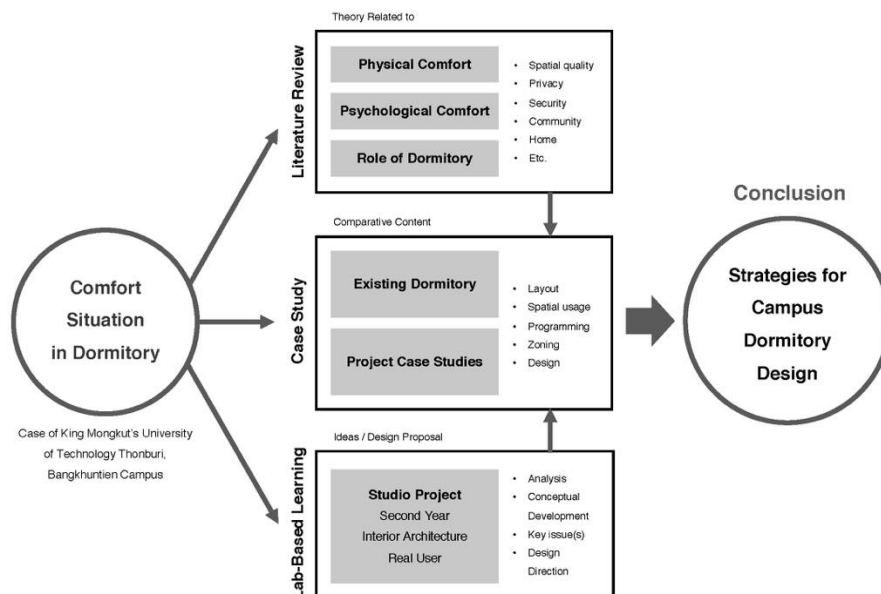 Theory Related to
Literature Review
Physical Comfort
Psychological Comfort
Role of Dormitory
• Spatial quality
• Privacy
• Security
• Community
• Home
• Etc.
Comfort
Situation
in Dormitory
Case of King Mongkut's University
of Technology Thonburi,
Bangkhuntien Campus
Comparative Content
Case Study
Existing Dormitory
Project Case Studies
• Layout
• Spatial usage
• Programming
• Zoning
• Design
Ideas / Design Proposal
Lab-Based Learning
Studio Project
Second Year
Interior Architecture
Real User
• Analysis
• Conceptual
Development
• Key issue(s)
• Design
Direction
Conclusion
Strategies for
Campus
Dormitory
Design